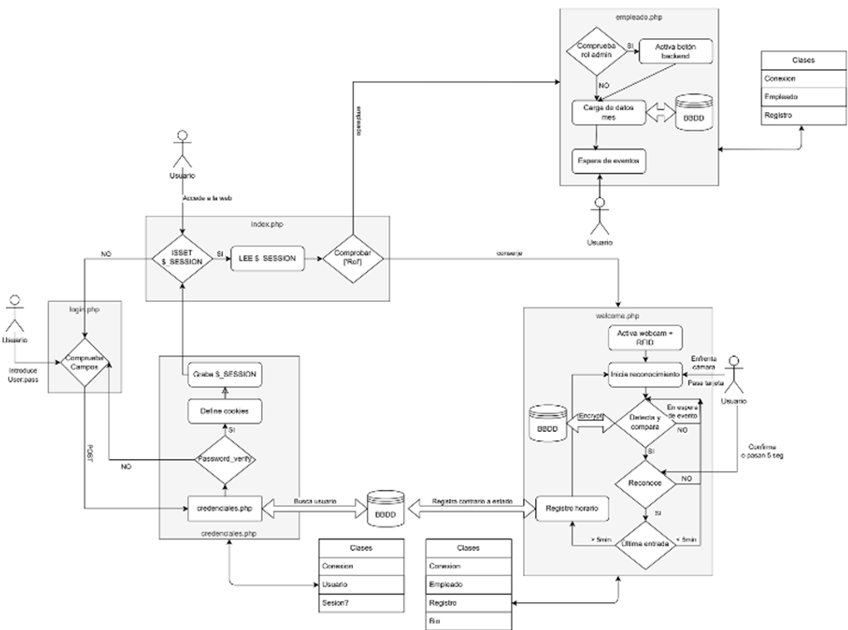 empleado.php
Comprueba
rol admin
SI
Activa botón
backend
NO
Carga de datos
mes
BBDD
Espera de eventos
Usuario
Clases
Conexion
Empleado
Registro
empleado
Usuario
Accede a la web
index.php
ISSET
$_SESSION
SI
LEE $_SESSION
Comprobar
['Rol']
NO
conserje
login.php
Usuario
Introduce
User:pass
Comprueba
Campos
POST
NO
Graba $_SESSION
Define cookies
SI
Password_verify
credenciales.php
credenciales.php
Busca usuario
BBDD
Registra contrario a estado
Clases
Conexion
Usuario
Sesion?
Clases
Conexion
Empleado
Registro
Bio
welcome.php
Activa webcam +
RFID
Inicia reconocimiento
Enfrenta
cámara
Pasa tarjeta
Usuario
BBDD
(Encrypt)
Detecta y
compara
En espera
de evento
NO
SI
Confirma
o pasan 5 seg
Reconoce
NO
SI
Registro horario
> 5min
Última entrada
< 5min